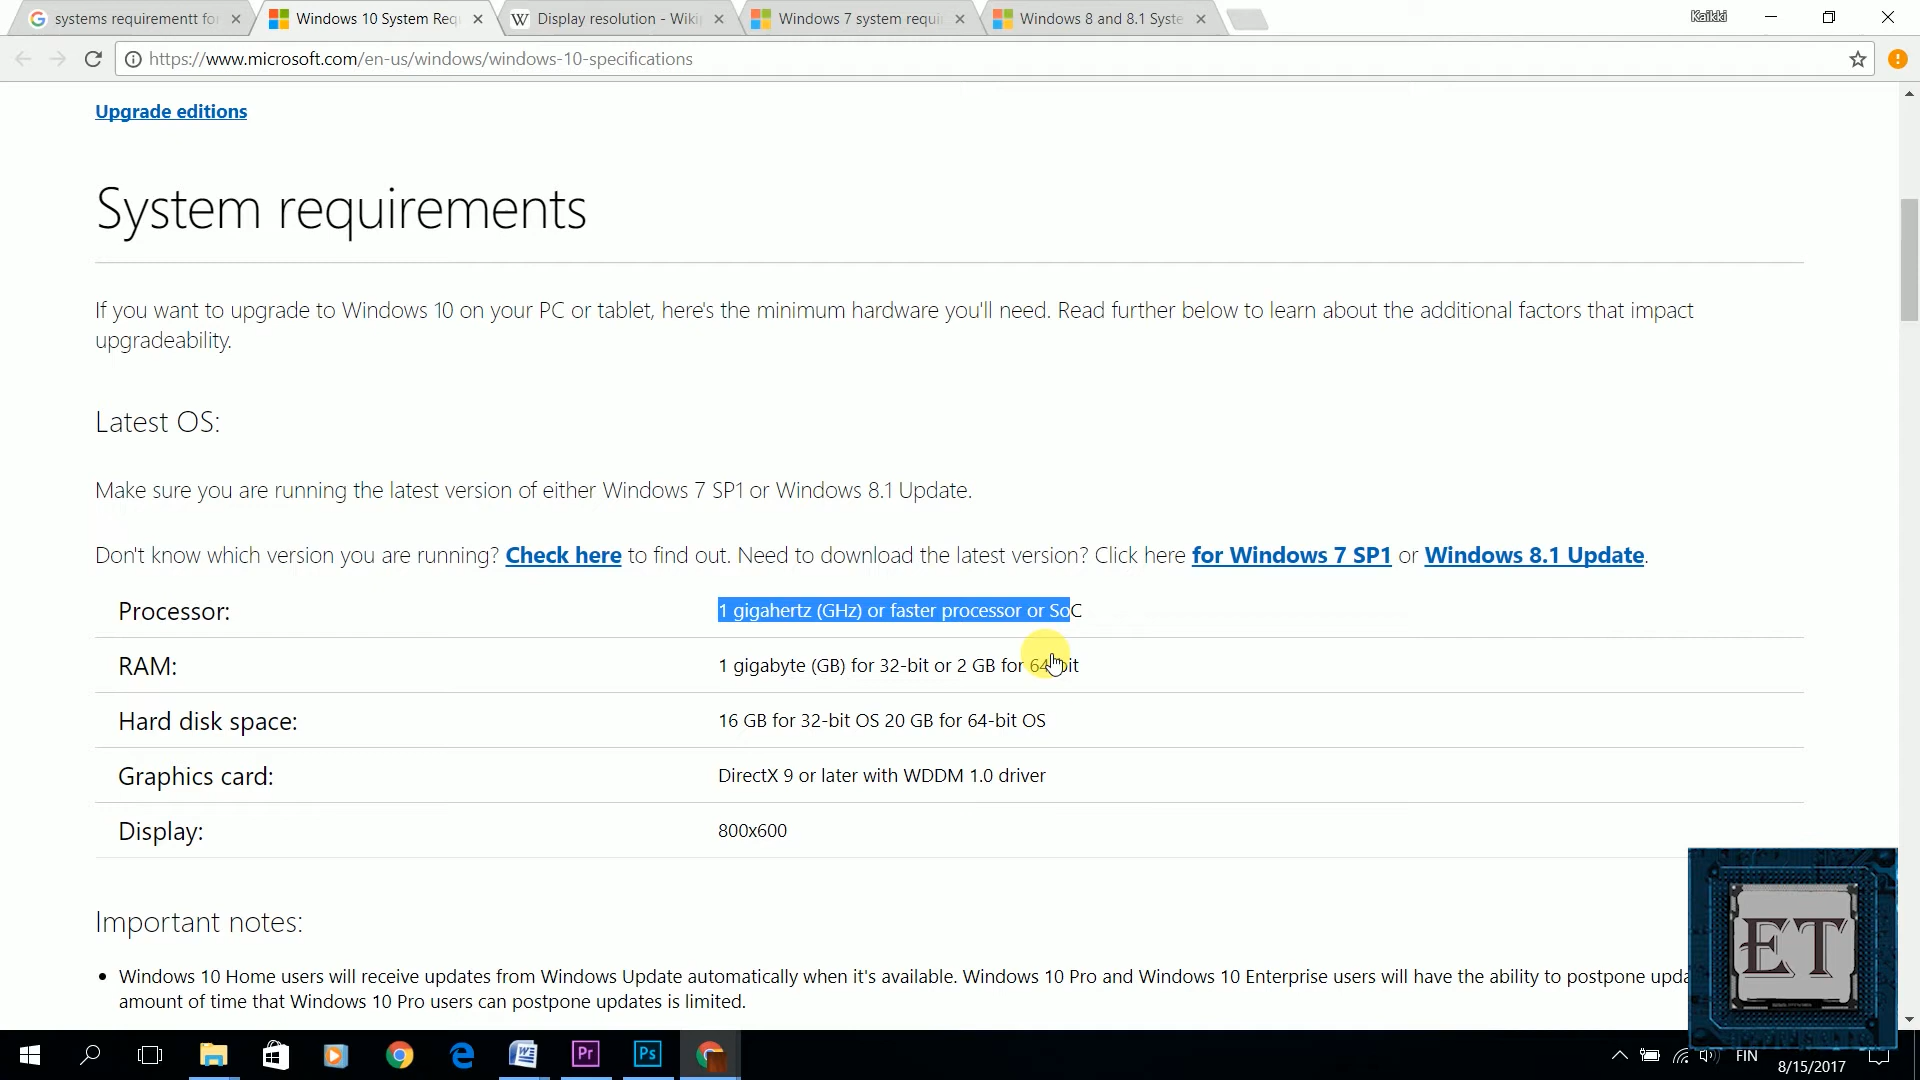 systems requirementt for
Windows 10 System Req
Display resolution - Wiki
Windows 7 system requi
Windows 8 and 8.1 Syste
Kaikki
https://www.microsoft.com/en-us/windows/windows-10-specifications
Upgrade editions
System requirements
If you want to upgrade to Windows 10 on your PC or tablet, here's the minimum hardware you'll need. Read further below to learn about the additional factors that impact
upgradeability.
Latest OS:
Make sure you are running the latest version of either Windows 7 SP1 or Windows 8.1 Update.
Don't know which version you are running? Check here to find out. Need to download the latest version? Click here for Windows 7 SP1 or Windows 8.1 Update.
Processor: 1 gigahertz (GHz) or faster processor or SoC
RAM: 1 gigabyte (GB) for 32-bit or 2 GB for 64-bit
Hard disk space: 16 GB for 32-bit OS 20 GB for 64-bit OS
Graphics card: DirectX 9 or later with WDDM 1.0 driver
Display: 800x600
Important notes:
Windows 10 Home users will receive updates from Windows Update automatically when it's available. Windows 10 Pro and Windows 10 Enterprise users will have the ability to postpone upda
amount of time that Windows 10 Pro users can postpone updates is limited.
ET
Pr
Ps
FIN
8/15/2017